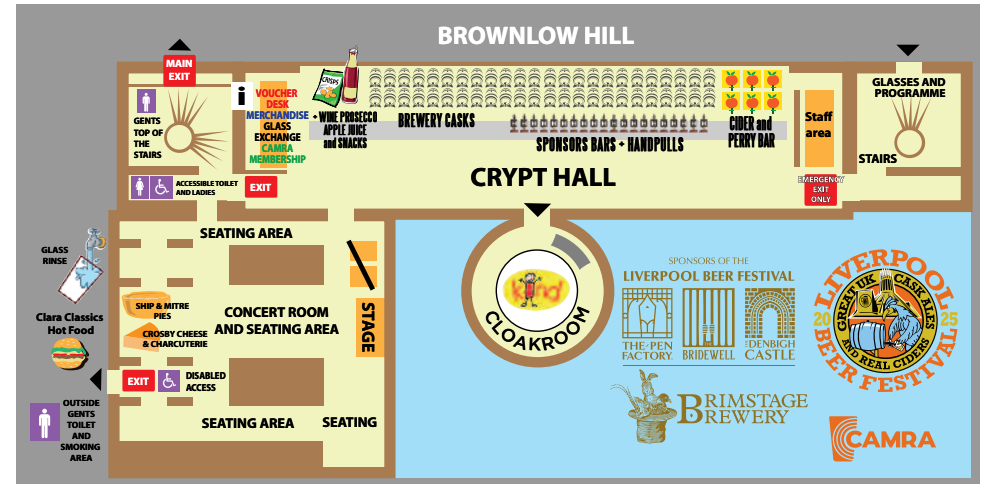 BROWNLOW HILL
MAIN
EXIT
GENTS
TOP OF
THE
STAIRS
i
VOUCHER
DESK
MERCHANDISE
GLASS
EXCHANGE
CAMRA
MEMBERSHIP
CRISPS
+ WINE PROSECCO
APPLE JUICE
and SNACKS
BREWERY CASKS
SPONSORS BARS + HANDPULLS
CIDER and
PERRY BAR
Staff
area
GLASSES AND
PROGRAMME
STAIRS
ACCESSIBLE TOILET
AND LADIES
EXIT
CRYPT HALL
EMERGENCY
EXIT
ONLY
GLASS
RINSE
SEATING AREA
Clara Classics
Hot Food
SHIP & MITRE
PIES
CROSBY CHEESE
& CHARCUTERIE
CONCERT ROOM
AND SEATING AREA
STAGE
EXIT
DISABLED
ACCESS
OUTSIDE
GENTS
TOILET
AND
SMOKING
AREA
SEATING AREA
SEATING
kind
CLOAKROOM
SPONSORS OF THE
LIVERPOOL BEER FESTIVAL
THE·PEN
FACTORY.
BRIDEWELL
THE DENBIGH
CASTLE
BRIMSTAGE
BREWERY
LIVERPOOL
GREAT UK CASK ALES
20 25
AND REAL CIDERS
BEER FESTIVAL
CAMRA